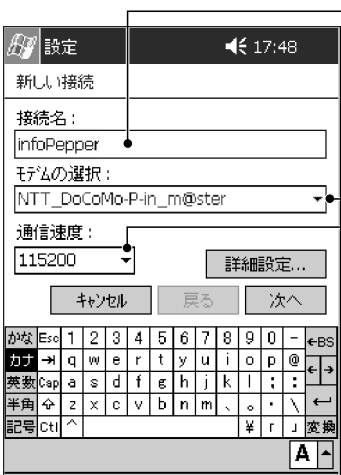 設定 17:48
新しい接続
接続名：
infoPepper
モデムの選択：
NTT_DoCoMo-P-in_m@ster
通信速度：
115200 詳細設定...
キャンセル 戻る 次へ
かな Esc 1 2 3 4 5 6 7 8 9 0 - ←BS
カナ →| q w e r t y u i o p @ ← →
英数 Cap a s d f g h j k l ; :
半角 z x c v b n m 、 。 ・ \ ↵
記号 Ctl ^ ¥ 「 」 変換
A